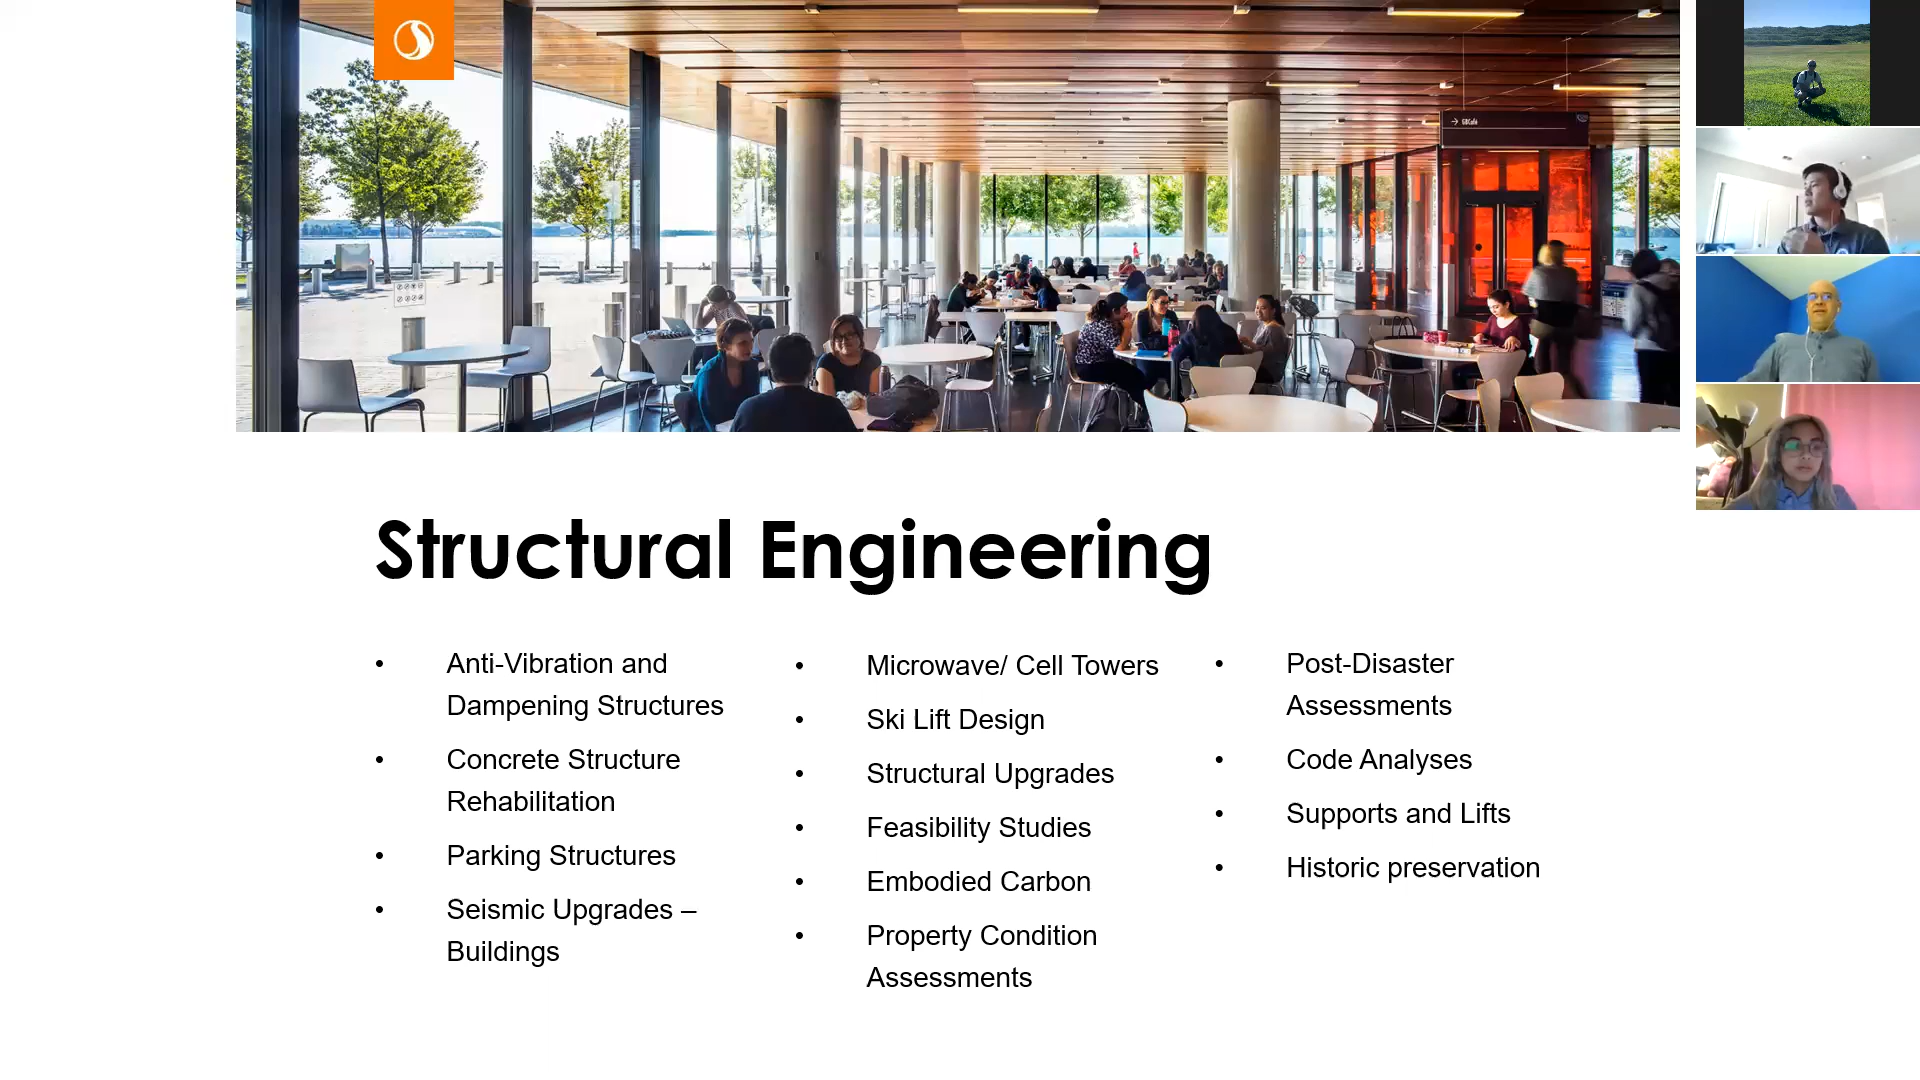 GBCafé
Structural Engineering
• Anti-Vibration and
Dampening Structures
• Concrete Structure
Rehabilitation
• Parking Structures
• Seismic Upgrades –
Buildings
• Microwave/ Cell Towers
• Ski Lift Design
• Structural Upgrades
• Feasibility Studies
• Embodied Carbon
• Property Condition
Assessments
• Post-Disaster
Assessments
• Code Analyses
• Supports and Lifts
• Historic preservation